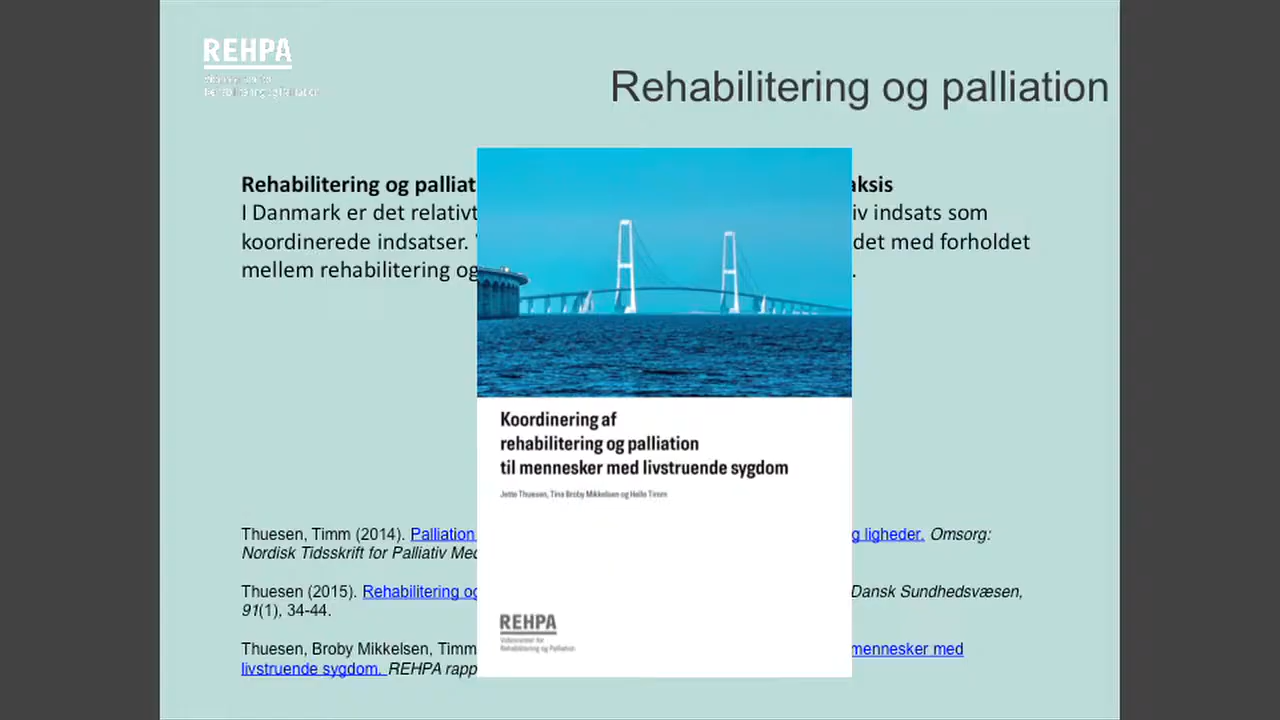 REHPA
Rehabilitering og palliation
Rehabilitering og palliat aksis
I Danmark er det relativt iv indsats som
koordinerede indsatser. det med forholdet
mellem rehabilitering og .
Koordinering af
rehabilitering og palliation
til mennesker med livstruende sygdom
Jette Thuesen, Tina Broby Mikkelsen og Helle Timm
Thuesen, Timm (2014). Palliation g ligheder. Omsorg:
Nordisk Tidsskrift for Palliativ Med
Thuesen (2015). Rehabilitering og Dansk Sundhedsvæsen,
91(1), 34-44.
Thuesen, Broby Mikkelsen, Timm mennesker med
livstruende sygdom. REHPA rapp
REHPA
Videncenter for
Rehabilitering og Palliation